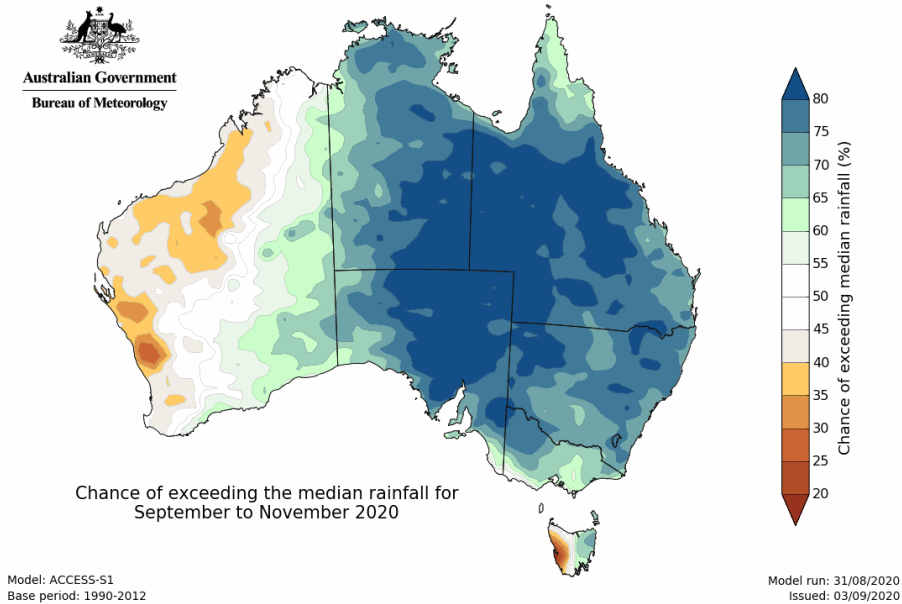 Australian Government
Bureau of Meteorology
80
75
70
65
60
55
50
45
40
35
30
25
20
Chance of exceeding median rainfall (%)
Chance of exceeding the median rainfall for
September to November 2020
Model: ACCESS-S1
Base period: 1990-2012
Model run: 31/08/2020
Issued: 03/09/2020